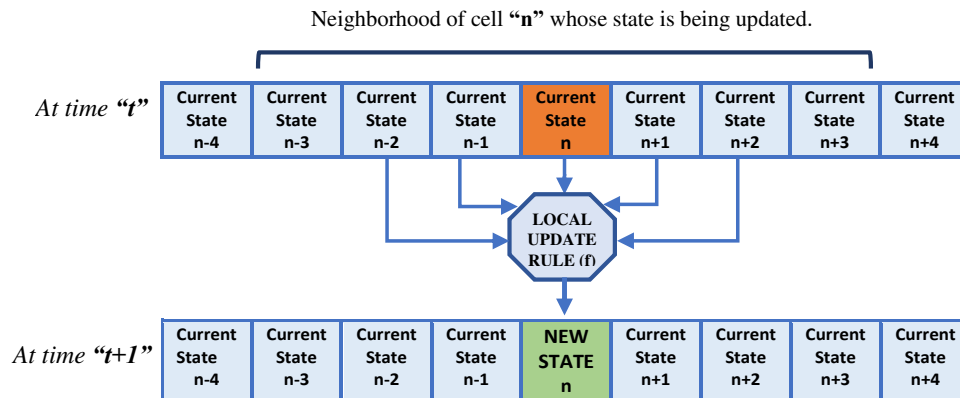 Neighborhood of cell “n” whose state is being updated.
At time “t”
Current State n-4
Current State n-3
Current State n-2
Current State n-1
Current State n
Current State n+1
Current State n+2
Current State n+3
Current State n+4
LOCAL
UPDATE
RULE (f)
At time “t+1”
Current State n-4
Current State n-3
Current State n-2
Current State n-1
NEW STATE n
Current State n+1
Current State n+2
Current State n+3
Current State n+4